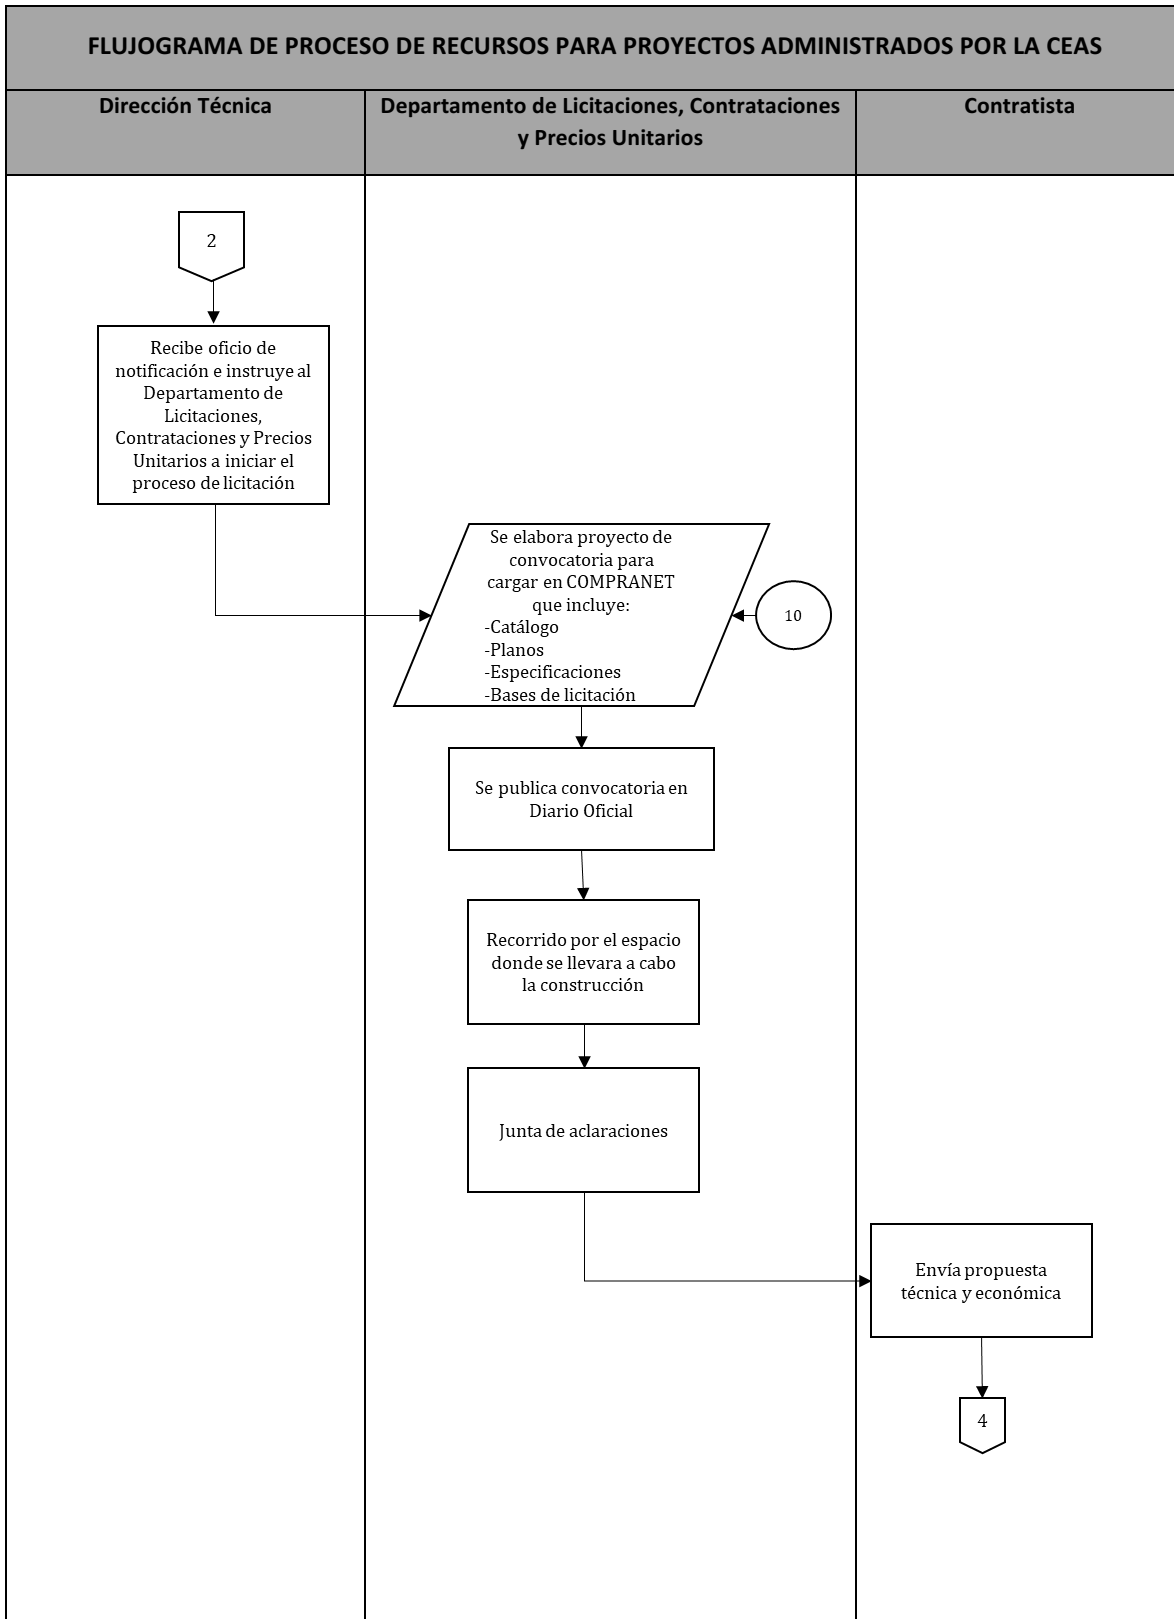 FLUJOGRAMA DE PROCESO DE RECURSOS PARA PROYECTOS ADMINISTRADOS POR LA CEAS
Dirección Técnica
Departamento de Licitaciones, Contrataciones
y Precios Unitarios
Contratista
2
Recibe oficio de
notificación e instruye al
Departamento de
Licitaciones,
Contrataciones y Precios
Unitarios a iniciar el
proceso de licitación
Se elabora proyecto de
convocatoria para
cargar en COMPRANET
que incluye:
-Catálogo
-Planos
-Especificaciones
-Bases de licitación
10
Se publica convocatoria en
Diario Oficial
Recorrido por el espacio
donde se llevara a cabo
la construcción
Junta de aclaraciones
Envía propuesta
técnica y económica
4